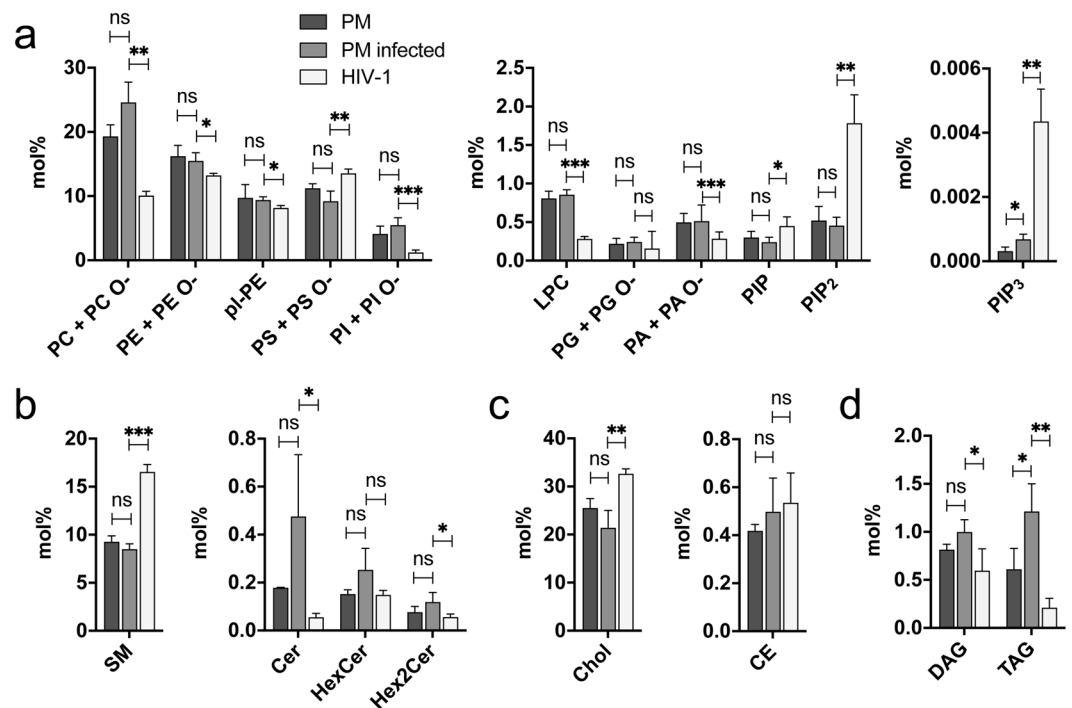 a
PM
PM infected
HIV-1
mol%
30
20
10
0
ns
**
ns
*
ns
*
ns
**
ns
***
PC + PC O-
PE + PE O-
pl-PE
PS + PS O-
PI + PI O-
mol%
2.5
2.0
1.5
1.0
0.5
0.0
ns
***
ns
ns
ns
***
ns
*
ns
**
LPC
PG + PG O-
PA + PA O-
PIP
PIP2
mol%
0.006
0.004
0.002
0.000
*
**
PIP3
b
mol%
20
15
10
5
0
ns
***
SM
mol%
0.8
0.6
0.4
0.2
0.0
ns
*
ns
ns
ns
*
Cer
HexCer
Hex2Cer
c
mol%
40
30
20
10
0
ns
**
Chol
mol%
0.8
0.6
0.4
0.2
0.0
ns
ns
CE
d
mol%
2.0
1.5
1.0
0.5
0.0
ns
*
*
**
DAG
TAG